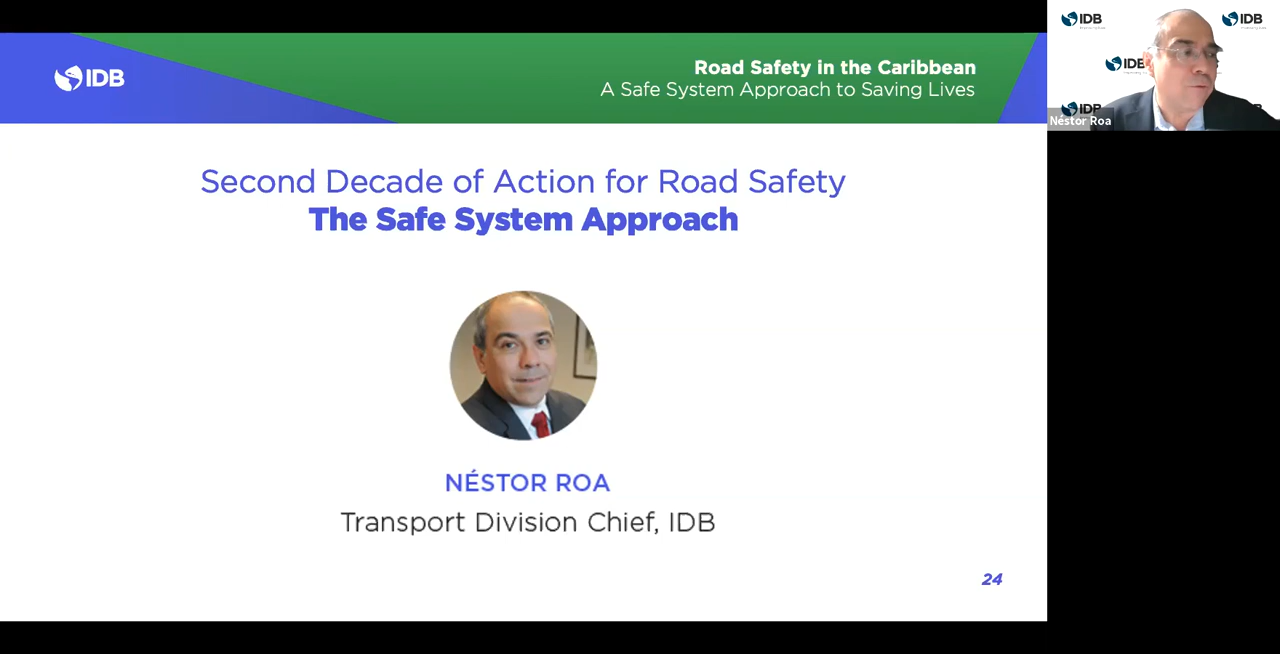 IDB
Road Safety in the Caribbean
A Safe System Approach to Saving Lives
Second Decade of Action for Road Safety
The Safe System Approach
NÉSTOR ROA
Transport Division Chief, IDB
24
IDB
IDB
IDB
IDB
Néstor Roa